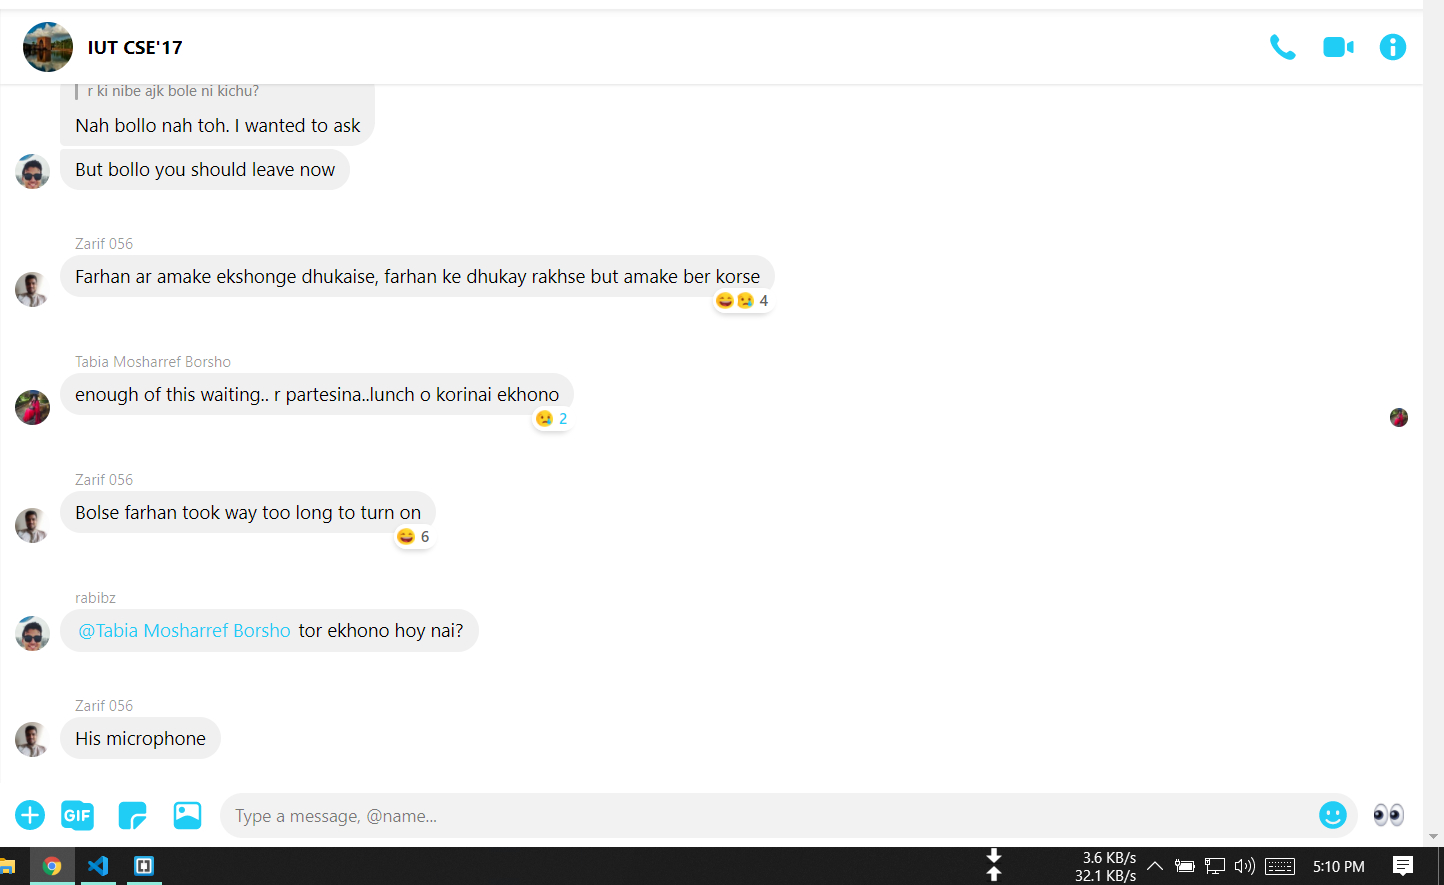 IUT CSE'17
r ki nibe ajk bole ni kichu?
Nah bollo nah toh. I wanted to ask
But bollo you should leave now
Zarif 056
Farhan ar amake ekshonge dhukaise, farhan ke dhukay rakhse but amake ber korse
4
Tabia Mosharref Borsho
enough of this waiting.. r partesina..lunch o korinai ekhono
2
Zarif 056
Bolse farhan took way too long to turn on
6
rabibz
@Tabia Mosharref Borsho tor ekhono hoy nai?
Zarif 056
His microphone
GIF
Type a message, @name...
3.6 KB/s
32.1 KB/s
5:10 PM